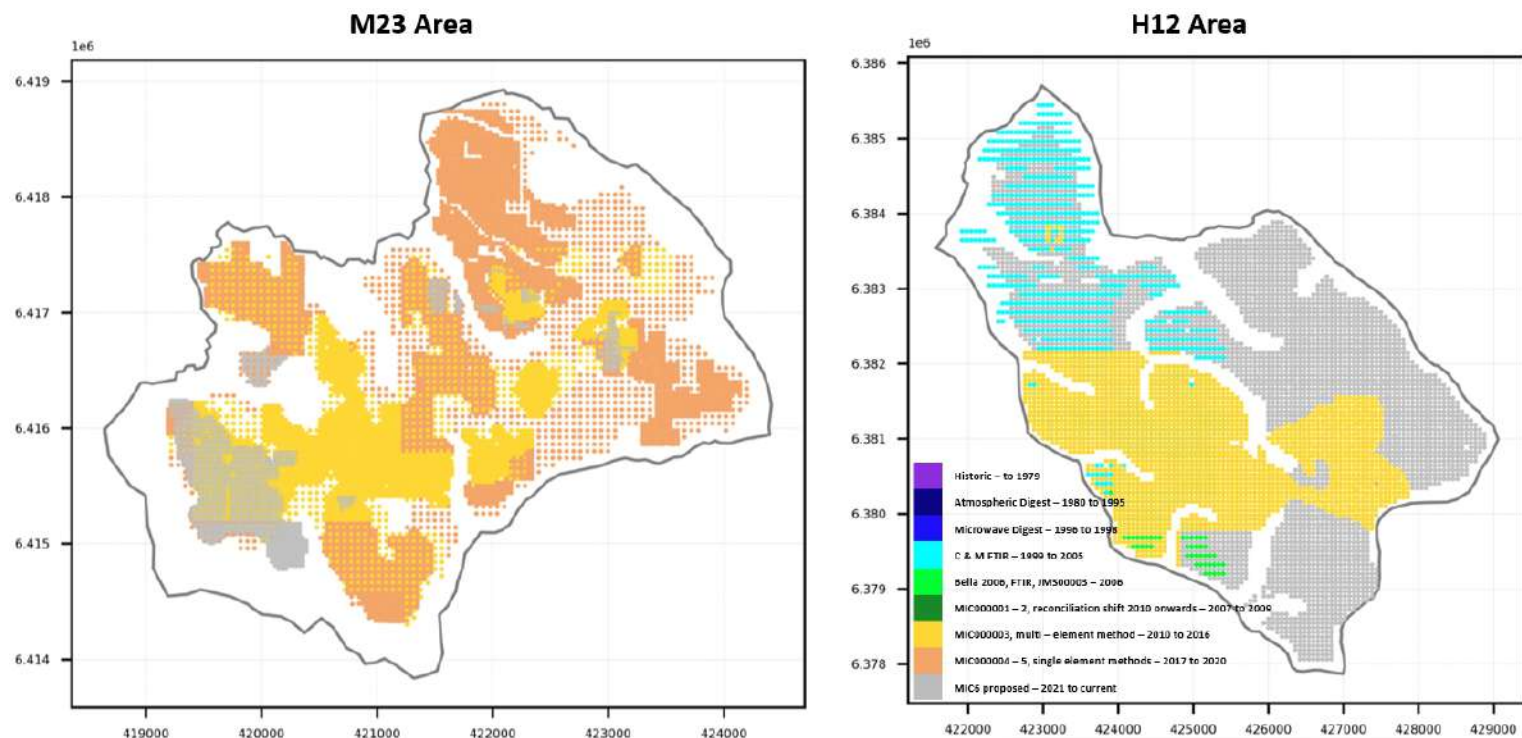 M23 Area
1e6
6.419
6.418
6.417
6.416
6.415
6.414
419000 420000 421000 422000 423000 424000
H12 Area
1e6
6.386
6.385
6.384
6.383
6.382
6.381
6.380
6.379
6.378
422000 423000 424000 425000 426000 427000 428000 429000
Historic – to 1979
Atmospheric Digest – 1980 to 1995
Microwave Digest – 1996 to 1998
C & M FTIR – 1999 to 2005
Bella 2006, FTIR, JMS00005 – 2006
MIC000001 – 2, reconciliation shift 2010 onwards – 2007 to 2009
MIC000003, multi – element method – 2010 to 2016
MIC000004 – 5, single element methods – 2017 to 2020
MIC6 proposed – 2021 to current